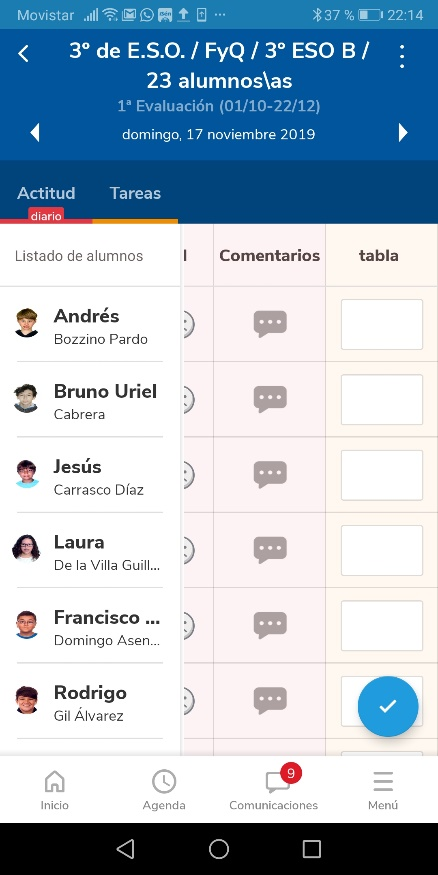 Movistar 37 % 22:14
3º de E.S.O. / FyQ / 3º ESO B /
23 alumnos\as
1ª Evaluación (01/10-22/12)
domingo, 17 noviembre 2019
Actitud Tareas
diario
Listado de alumnos l Comentarios tabla
Andrés
Bozzino Pardo
Bruno Uriel
Cabrera
Jesús
Carrasco Díaz
Laura
De la Villa Guill...
Francisco ...
Domingo Asen...
Rodrigo
Gil Álvarez
9
Inicio Agenda Comunicaciones Menú